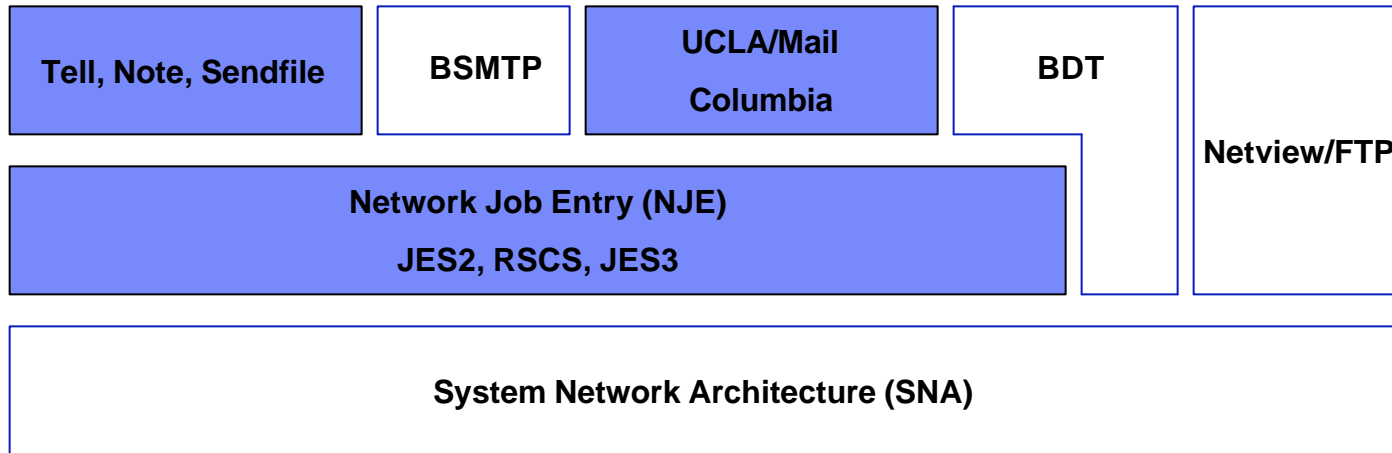 Tell, Note, Sendfile
BSMTP
UCLA/Mail
Columbia
BDT
Netview/FTP
Network Job Entry (NJE)
JES2, RSCS, JES3
System Network Architecture (SNA)